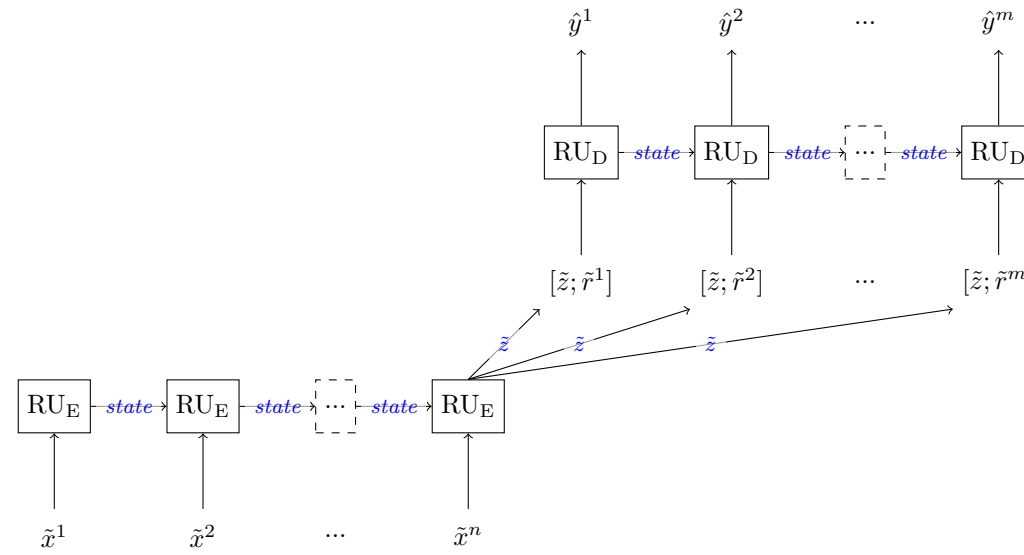 ŷ¹ ŷ² ... ŷᵐ
RU_D state RU_D state ... state RU_D
[z̃; r̃¹] [z̃; r̃²] ... [z̃; r̃ᵐ
z̃ z̃ z̃
RU_E state RU_E state ... state RU_E
x̃¹ x̃² ... x̃ⁿ